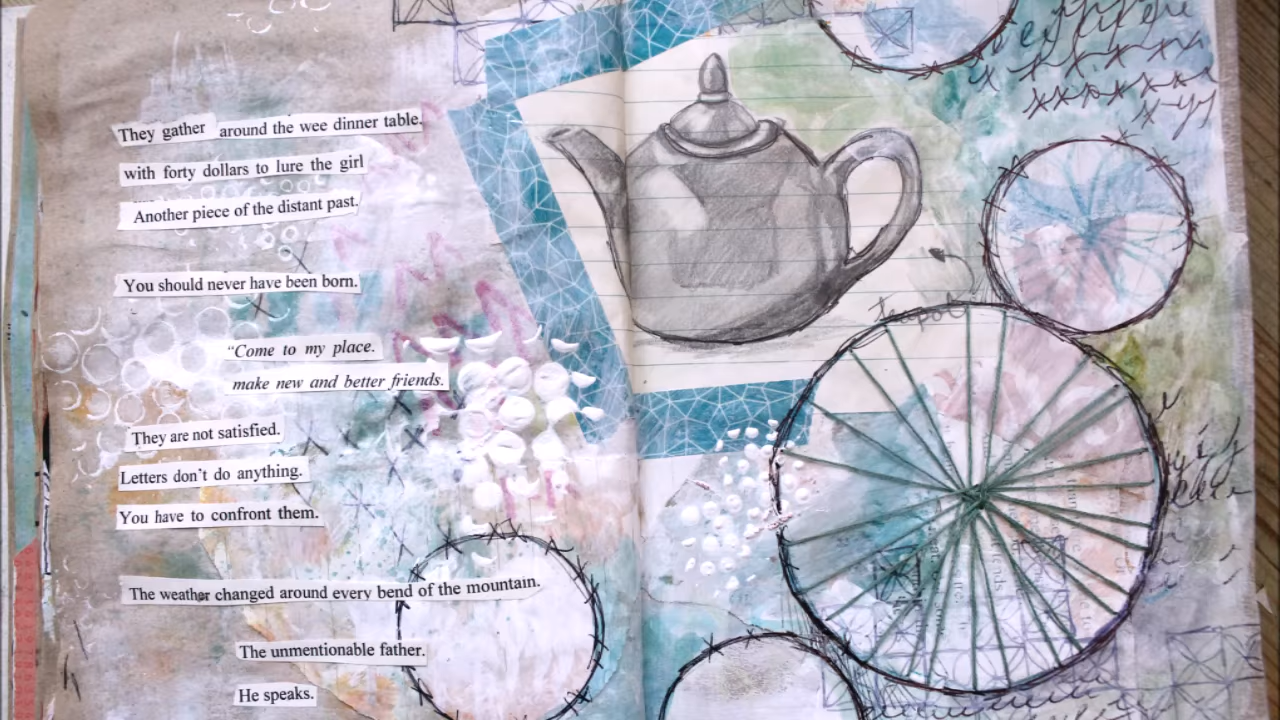 They gather around the wee dinner table.
with forty dollars to lure the girl
Another piece of the distant past.
You should never have been born.
"Come to my place.
make new and better friends.
They are not satisfied.
Letters don't do anything.
You have to confront them.
The weather changed around every bend of the mountain.
The unmentionable father.
He speaks.
teapot